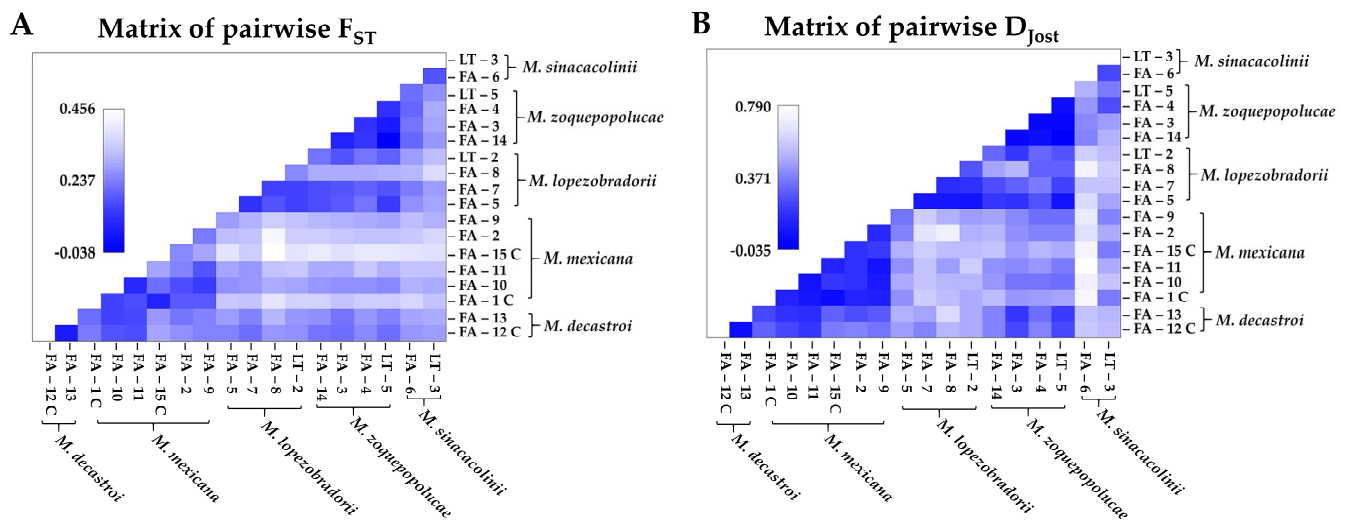 A
Matrix of pairwise FST
0.456
0.237
-0.038
LT – 3
FA – 6
LT – 5
FA – 4
FA – 3
FA – 14
LT – 2
FA – 8
FA – 7
FA – 5
FA – 9
FA – 2
FA – 15 C
FA – 11
FA – 10
FA – 1 C
FA – 13
FA – 12 C
M. sinacacolinii
M. zoquepopolucae
M. lopezobradorii
M. mexicana
M. decastroi
FA – 12 C
FA – 13
FA – 1 C
FA – 10
FA – 11
FA – 15 C
FA – 2
FA – 9
FA – 5
FA – 7
FA – 8
LT – 2
FA – 14
FA – 3
FA – 4
LT – 5
FA – 6
LT – 3
M. decastroi
M. mexicana
M. lopezobradorii
M. zoquepopolucae
M. sinacacolinii
B
Matrix of pairwise DJost
0.790
0.371
-0.035
LT – 3
FA – 6
LT – 5
FA – 4
FA – 3
FA – 14
LT – 2
FA – 8
FA – 7
FA – 5
FA – 9
FA – 2
FA – 15 C
FA – 11
FA – 10
FA – 1 C
FA – 13
FA – 12 C
M. sinacacolinii
M. zoquepopolucae
M. lopezobradorii
M. mexicana
M. decastroi
FA – 12 C
FA – 13
FA – 1 C
FA – 10
FA – 11
FA – 15 C
FA – 2
FA – 9
FA – 5
FA – 7
FA – 8
LT – 2
FA – 14
FA – 3
FA – 4
LT – 5
FA – 6
LT – 3
M. decastroi
M. mexicana
M. lopezobradorii
M. zoquepopolucae
M. sinacacolinii